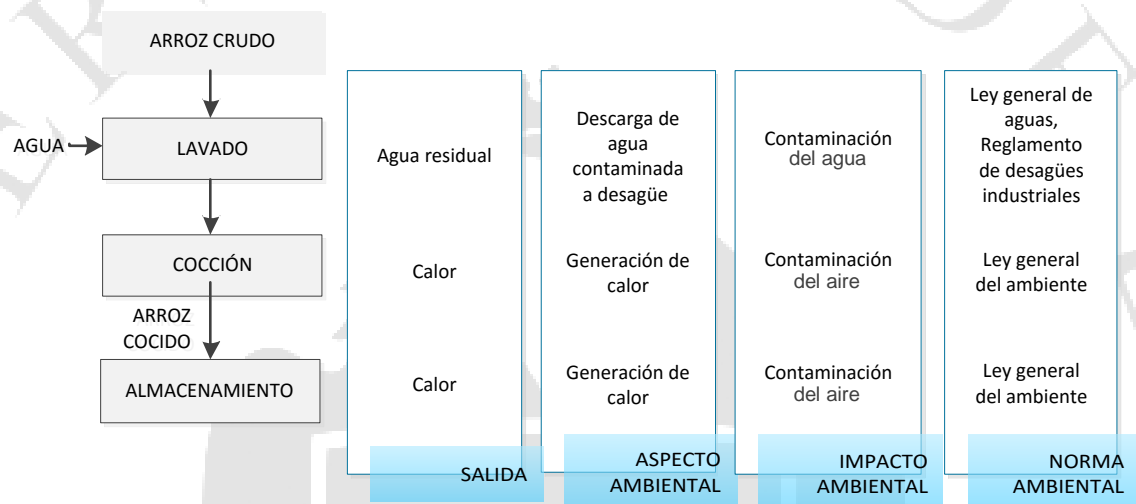 ARROZ CRUDO
AGUA
LAVADO
COCCIÓN
ARROZ
COCIDO
ALMACENAMIENTO
Agua residual
Calor
Calor
SALIDA
Descarga de
agua
contaminada
a desagüe
Generación de
calor
Generación de
calor
ASPECTO
AMBIENTAL
Contaminación
del agua
Contaminación
del aire
Contaminación
del aire
IMPACTO
AMBIENTAL
Ley general de
aguas,
Reglamento
de desagües
industriales
Ley general
del ambiente
Ley general
del ambiente
NORMA
AMBIENTAL